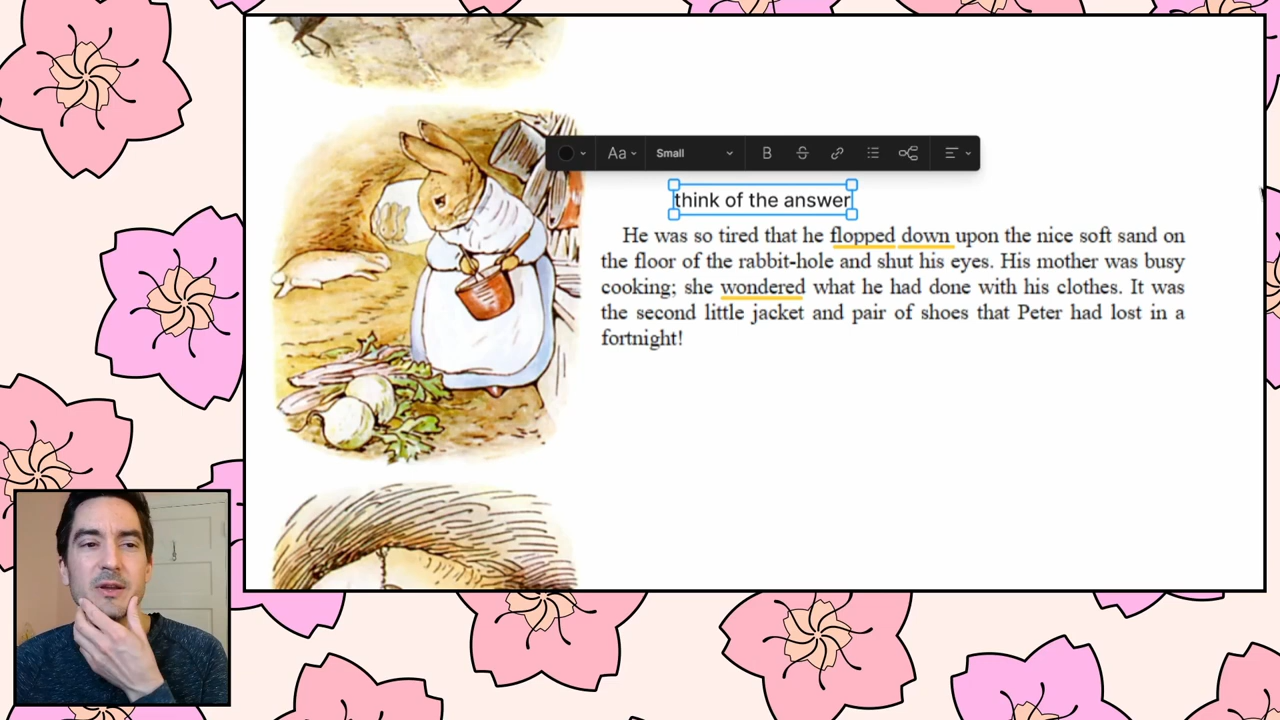 Aa
Small
B
S
think of the answer
He was so tired that he flopped down upon the nice soft sand on
the floor of the rabbit-hole and shut his eyes. His mother was busy
cooking; she wondered what he had done with his clothes. It was
the second little jacket and pair of shoes that Peter had lost in a
fortnight!